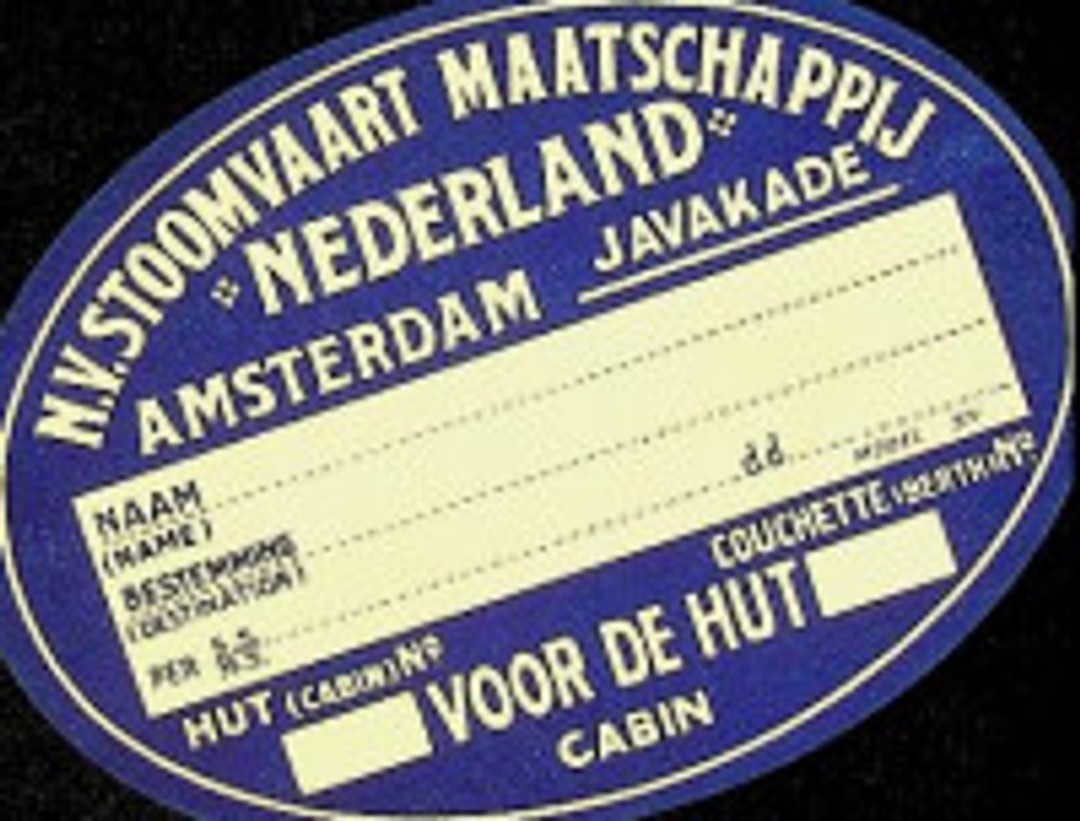 N.V. STOOMVAART MAATSCHAPPIJ
"NEDERLAND"
AMSTERDAM JAVAKADE
NAAM
(NAME)
BESTEMMING
(DESTINATION)
PER S.S. dd.
M.S.
HUT (CABIN) No COUCHETTE (BERTH) No
VOOR DE HUT
CABIN